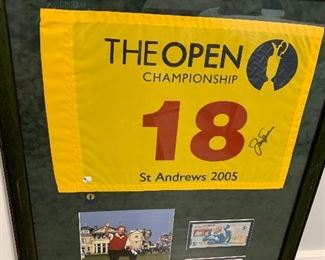 THE OPEN
CHAMPIONSHIP
18
St Andrews 2005